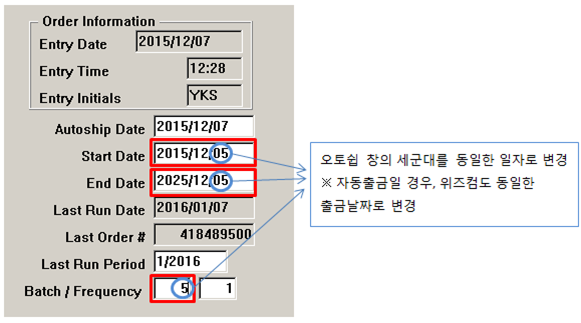 Order Information
Entry Date 2015/12/07
Entry Time 12:28
Entry Initials YKS
Autoship Date 2015/12/07
Start Date 2015/12/05
End Date 2025/12/05
Last Run Date 2016/01/07
Last Order # 418489500
Last Run Period 1/2016
Batch / Frequency 5 1
오토쉽 창의 세군대를 동일한 일자로 변경
※ 자동출금일 경우, 위즈컴도 동일한
출금날짜로 변경